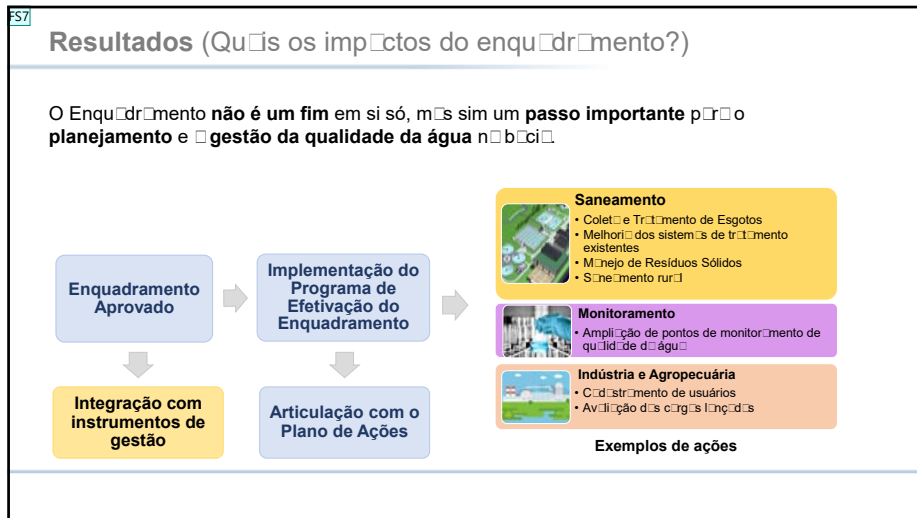 FS7
Resultados (Qu□is os imp□ctos do enqu□dr□mento?)
O Enqu□dr□mento não é um fim em si só, m□s sim um passo importante p□r□ o
planejamento e □ gestão da qualidade da água n□ b□ci□.
Enquadramento
Aprovado
Implementação do
Programa de
Efetivação do
Enquadramento
Integração com
instrumentos de
gestão
Articulação com o
Plano de Ações
Saneamento
• Colet□ e Tr□t□mento de Esgotos
• Melhori□ dos sistem□s de tr□t□mento
existentes
• M□nejo de Resíduos Sólidos
• S□ne□mento rur□l
Monitoramento
• Ampli□ção de pontos de monitor□mento de
qu□lid□de d□ águ□
Indústria e Agropecuária
• C□d□str□mento de usuários
• Av□li□ção d□s c□rg□s l□nç□d□s
Exemplos de ações